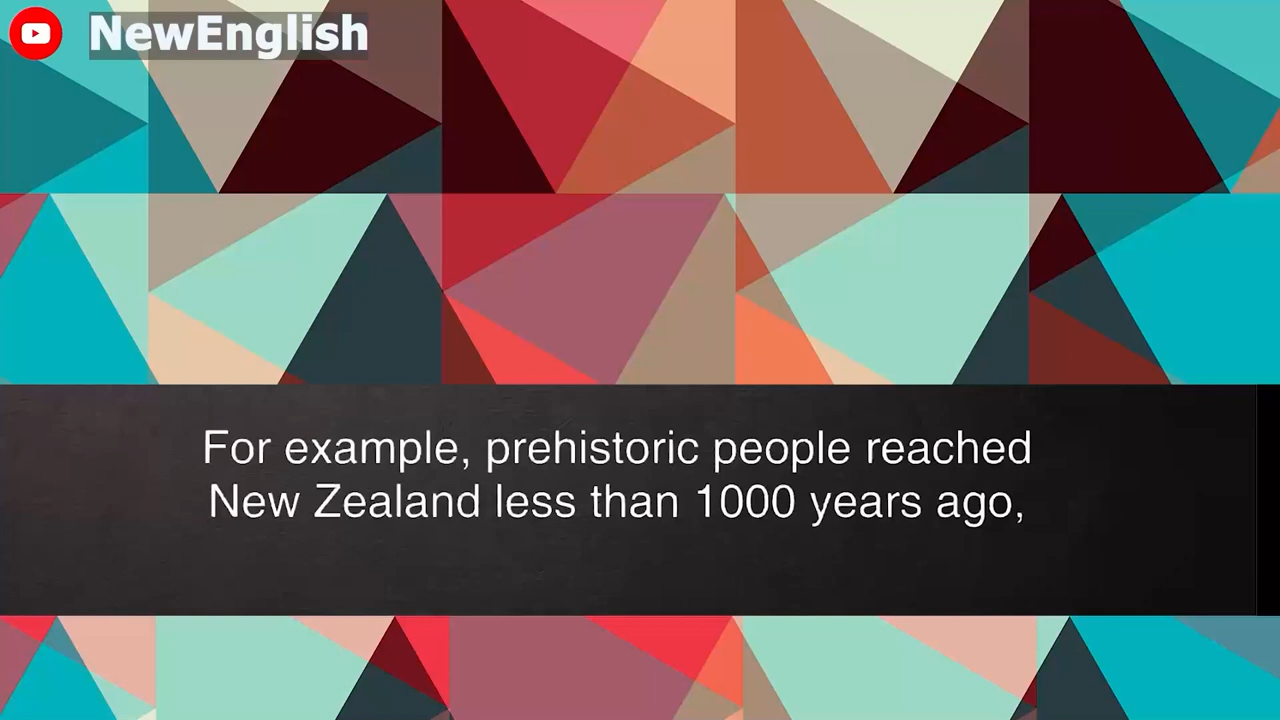 NewEnglish
For example, prehistoric people reached
New Zealand less than 1000 years ago,